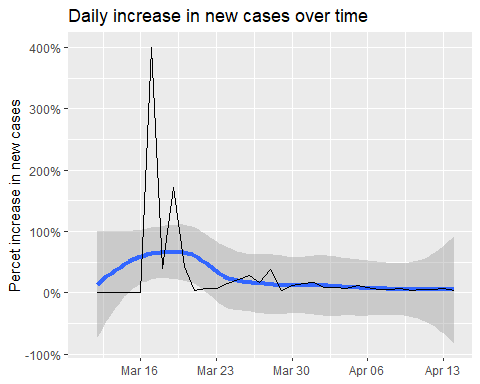 Daily increase in new cases over time
Percet increase in new cases
400%
300%
200%
100%
0%
-100%
Mar 16
Mar 23
Mar 30
Apr 06
Apr 13